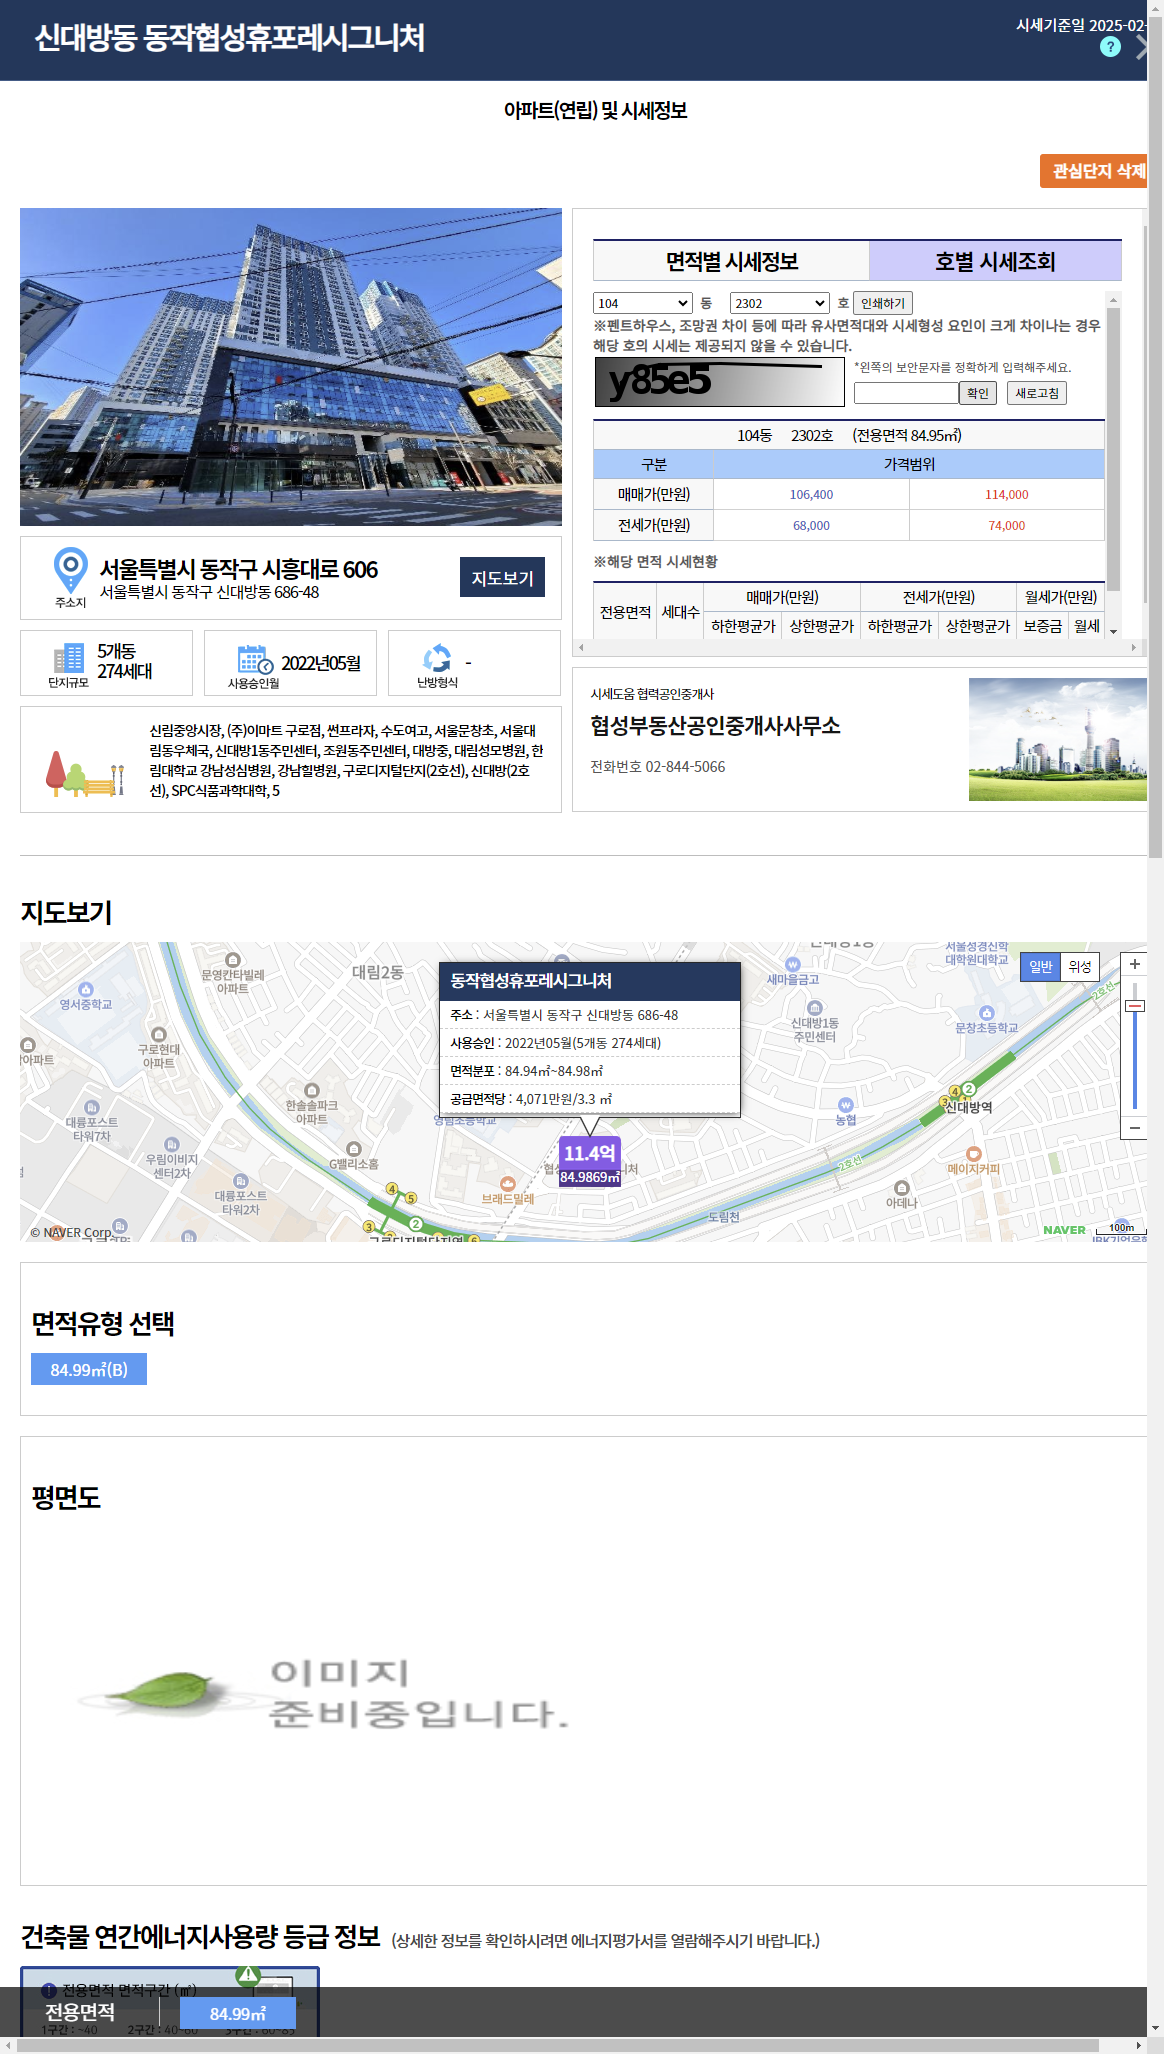 신대방동 동작협성휴포레시그니처
시세기준일 2025-02-
?
아파트(연립) 및 시세정보
관심단지 삭제
면적별 시세정보 호별 시세조회
104 동 2302 호 인쇄하기
※펜트하우스, 조망권 차이 등에 따라 유사면적대와 시세형성 요인이 크게 차이나는 경우
해당 호의 시세는 제공되지 않을 수 있습니다.
y85e5
*왼쪽의 보안문자를 정확하게 입력해주세요.
확인 새로고침
104동 2302호 (전용면적 84.95㎡)
구분 가격범위
매매가(만원) 106,400 114,000
전세가(만원) 68,000 74,000
※해당 면적 시세현황
전용면적 세대수 매매가(만원) 전세가(만원) 월세가(만원)
하한평균가 상한평균가 하한평균가 상한평균가 보증금 월세
주소지
서울특별시 동작구 시흥대로 606
서울특별시 동작구 신대방동 686-48
지도보기
단지규모
5개동
274세대
사용승인월
2022년05월
난방형식
-
신림중앙시장, (주)이마트 구로점, 썬프라자, 수도여고, 서울문창초, 서울대
림동우체국, 신대방1동주민센터, 조원동주민센터, 대방중, 대림성모병원, 한
림대학교 강남성심병원, 강남힐병원, 구로디지털단지(2호선), 신대방(2호
선), SPC식품과학대학, 5
시세도움 협력공인중개사
협성부동산공인중개사사무소
전화번호 02-844-5066
지도보기
문영칸타빌레
아파트
대림2동
영서중학교
구로현대
아파트
아파트
한솔솔파크
아파트
대륭포스트
타워7차
우림이비지
센터2차
G밸리소홈
대륭포스트
타워2차
동작협성휴포레시그니처
주소 : 서울특별시 동작구 신대방동 686-48
사용승인 : 2022년05월(5개동 274세대)
면적분포 : 84.94㎡~84.98㎡
공급면적당 : 4,071만원/3.3 ㎡
11.4억
84.9869㎡
브래드밀레
새마을금고
신대방1동
주민센터
서울성경신학
대학원대학교
일반 위성
+
−
2호선
문창초등학교
4 2
신대방역
농협
2호선
메이지커피
아데나
도림천
4
5
3
2
© NAVER Corp.
NAVER
100m
면적유형 선택
84.99㎡(B)
평면도
이미지
준비중입니다.
건축물 연간에너지사용량 등급 정보 (상세한 정보를 확인하시려면 에너지평가서를 열람해주시기 바랍니다.)
전용면적 면적구간 (㎡)
전용면적 84.99㎡
1구간 : ~40 2구간 : 40~60 3구간 : 60~85